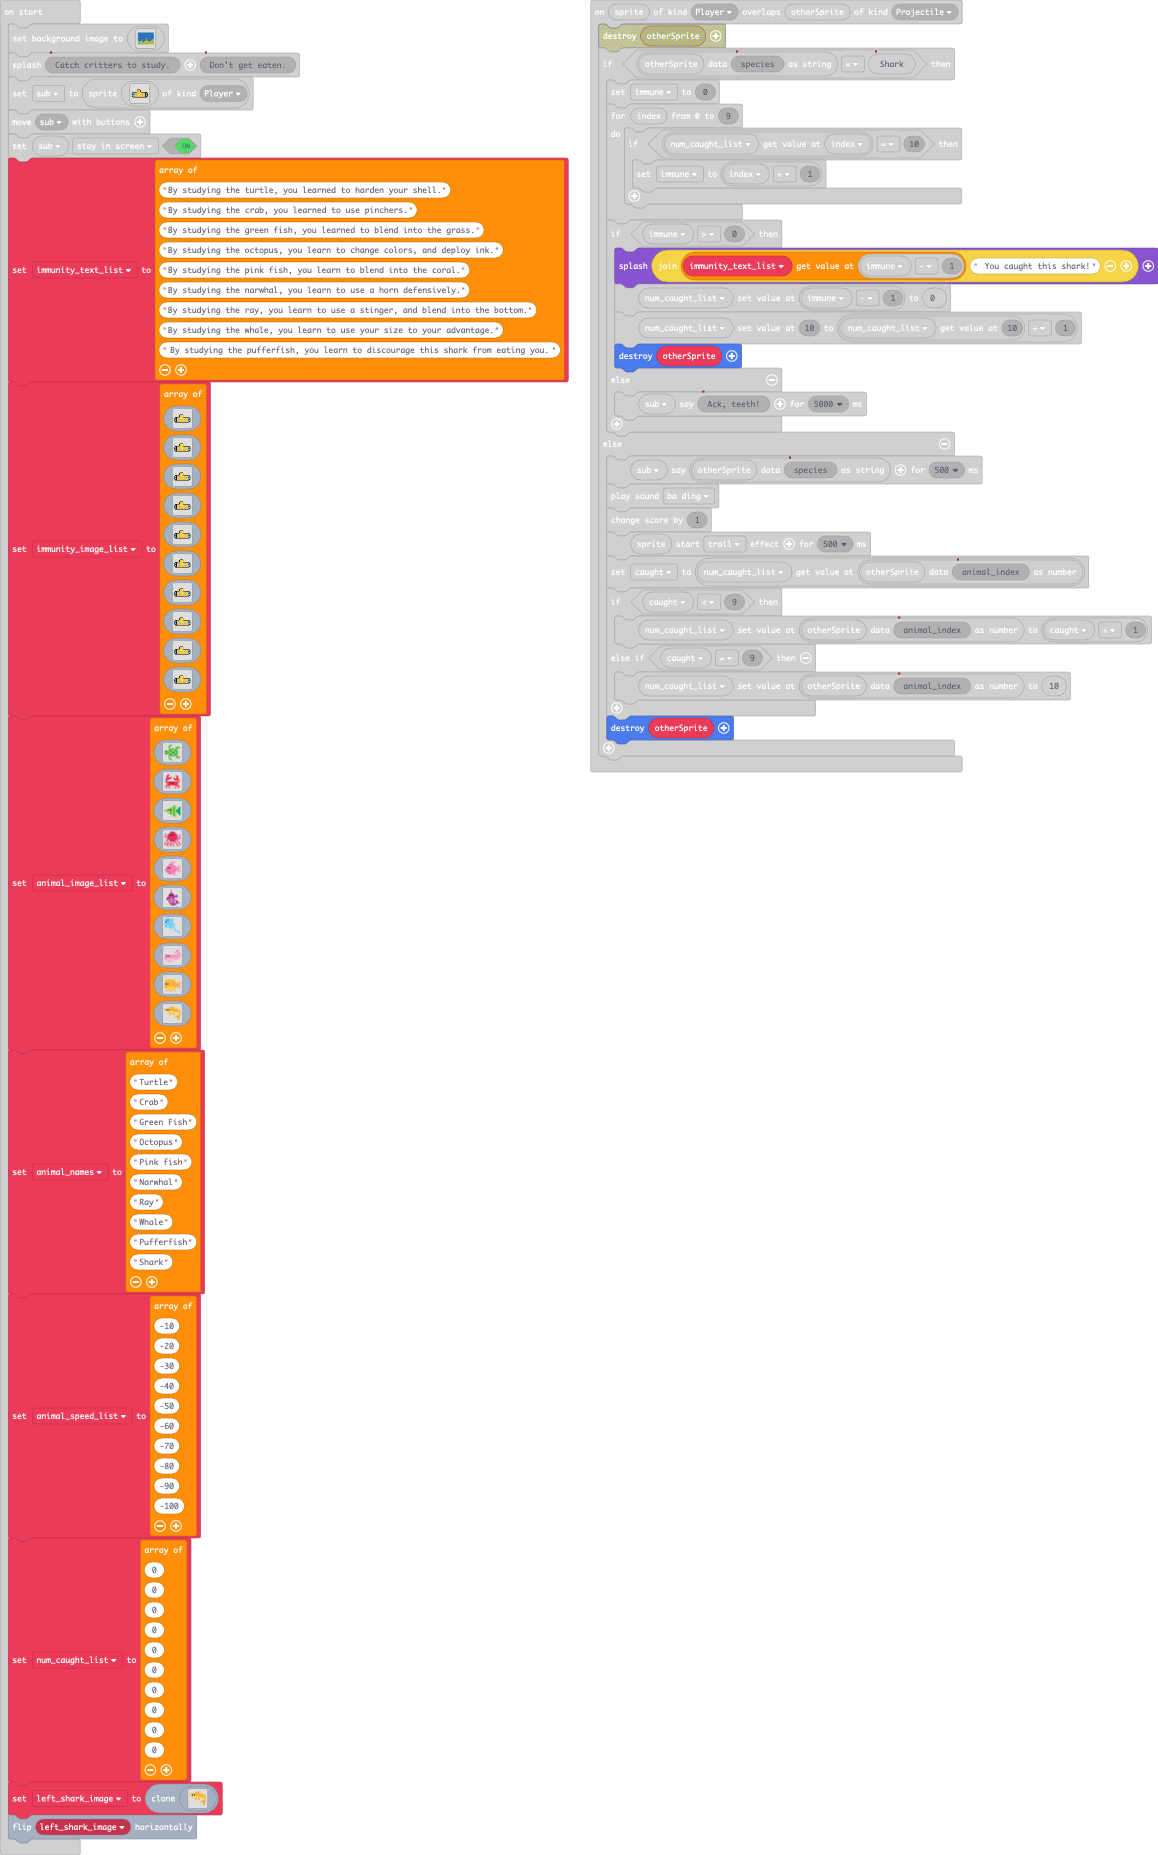 on start
set background image to
splash Catch critters to study. Don't get eaten.
set sub to sprite of kind Player
move sub with buttons
set sub stay in screen ON
set immunity_text_list to array of
"By studying the turtle, you learned to harden your shell."
"By studying the crab, you learned to use pinchers."
"By studying the green fish, you learned to blend into the grass."
"By studying the octopus, you learn to change colors, and deploy ink."
"By studying the pink fish, you learn to blend into the coral."
"By studying the narwhal, you learn to use a horn defensively."
"By studying the ray, you learn to use a stinger, and blend into the bottom."
"By studying the whale, you learn to use your size to your advantage."
" By studying the pufferfish, you learn to discourage this shark from eating you. "
set immunity_image_list to array of
set animal_image_list to array of
set animal_names to array of
"Turtle"
"Crab"
"Green Fish"
"Octopus"
"Pink fish"
"Narwhal"
"Ray"
"Whale"
"Pufferfish"
"Shark"
set animal_speed_list to array of
-10
-20
-30
-40
-50
-60
-70
-80
-90
-100
set num_caught_list to array of
0
0
0
0
0
0
0
0
0
0
set left_shark_image to clone
flip left_shark_image horizontally
on sprite of kind Player overlaps otherSprite of kind Projectile
destroy otherSprite
if otherSprite data species as string = Shark then
set immune to 0
for index from 0 to 9
do if num_caught_list get value at index = 10 then
set immune to index + 1
if immune > 0 then
splash join immunity_text_list get value at immune - 1 " You caught this shark!"
num_caught_list set value at immune - 1 to 0
num_caught_list set value at 10 to num_caught_list get value at 10 + 1
destroy otherSprite
else
sub say Ack, teeth! for 5000 ms
else
sub say otherSprite data species as string for 500 ms
play sound ba ding
change score by 1
sprite start trail effect for 500 ms
set caught to num_caught_list get value at otherSprite data animal_index as number
if caught < 9 then
num_caught_list set value at otherSprite data animal_index as number to caught + 1
else if caught = 9 then
num_caught_list set value at otherSprite data animal_index as number to 10
destroy otherSprite